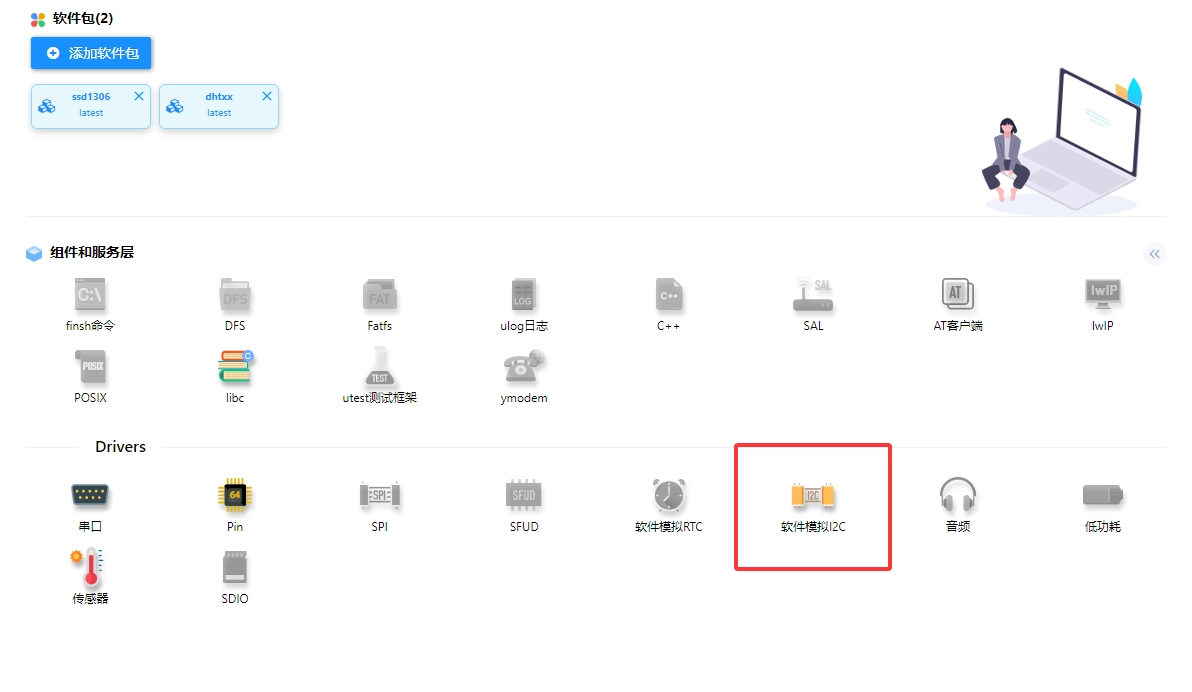 软件包(2)
添加软件包
ssd1306
latest
dhtxx
latest
组件和服务层
C:\
DFS
FAT
LOG
C++
SAL
AT
lwIP
finsh命令
DFS
Fatfs
ulog日志
C++
SAL
AT客户端
lwIP
POSIX
C
TEST
POSIX
libc
utest测试框架
ymodem
Drivers
64
SPI
SFUD
I2C
串口
Pin
SPI
SFUD
软件模拟RTC
软件模拟I2C
音频
低功耗
传感器
SDIO